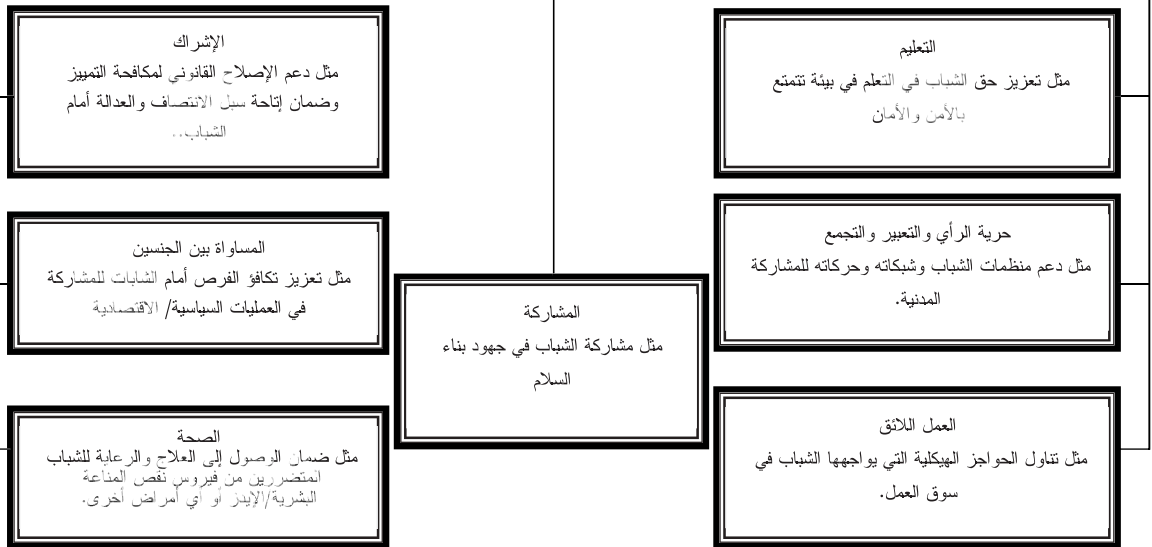 التعليم
مثل تعزيز حق الشباب في التعلم في بيئة تتمتع
بالأمن والأمان
حرية الرأي والتعبير والتجمع
مثل دعم منظمات الشباب وشبكاته وحركاته للمشاركة
المدنية.
العمل اللائق
مثل تناول الحواجز الهيكلية التي يواجهها الشباب في
سوق العمل.
المشاركة
مثل مشاركة الشباب في جهود بناء
السلام
الإشراك
مثل دعم الإصلاح القانوني لمكافحة التمييز
وضمان إتاحة سبل الانتصاف والعدالة أمام
الشباب..
المساواة بين الجنسين
مثل تعزيز تكافؤ الفرص أمام الشابات للمشاركة
في العمليات السياسية/ الاقتصادية
الصحة
مثل ضمان الوصول إلى العلاج والرعاية للشباب
المتضررين من فيروس نقص المناعة
البشرية/الإيدز أو أي أمراض أخرى.